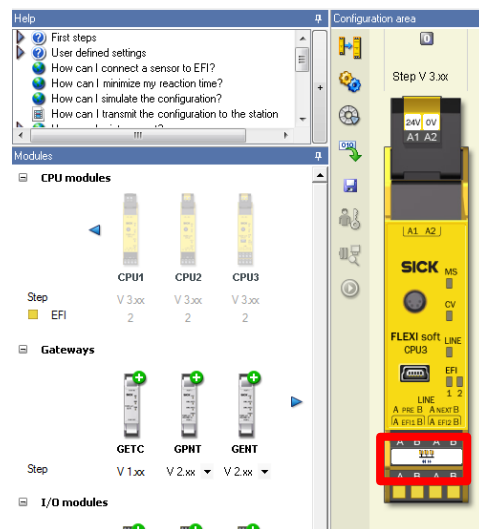 Help
First steps
User defined settings
How can I connect a sensor to EFI?
How can I minimize my reaction time?
How can I simulate the configuration?
How can I transmit the configuration to the station
Modules
CPU modules
CPU1 CPU2 CPU3
Step V 3.xx V 3.xx V 3.xx
EFI 2 2 2
Gateways
GETC GPNT GENT
Step V 1.xx V 2.xx V 2.xx
I/O modules
Configuration area
0
Step V 3.xx
24V 0V
A1 A2
A1 A2
SICK
MS
CV
FLEXI soft
CPU3
LINE
EFI
1 2
LINE
A PRE B A NEXT B
A EFI1 B A EFI2 B
A B A B
A B A B